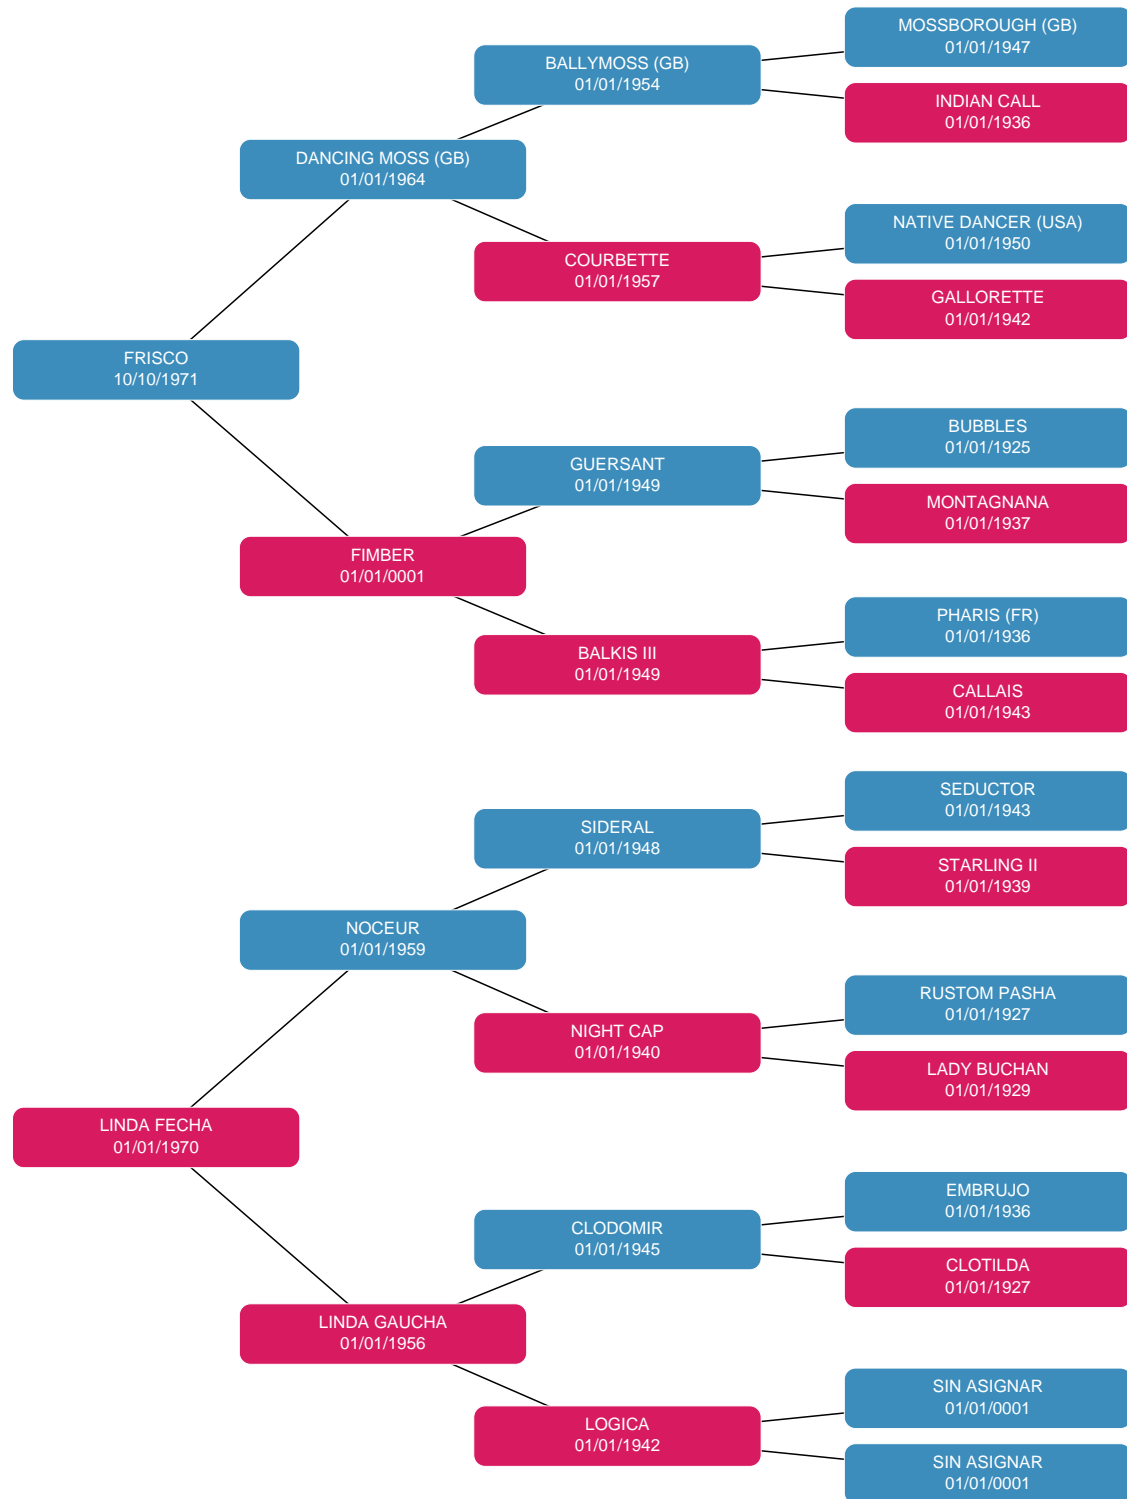 MOSSBOROUGH (GB)
01/01/1947
BALLYMOSS (GB)
01/01/1954
INDIAN CALL
01/01/1936
DANCING MOSS (GB)
01/01/1964
NATIVE DANCER (USA)
01/01/1950
COURBETTE
01/01/1957
GALLORETTE
01/01/1942
FRISCO
10/10/1971
BUBBLES
01/01/1925
GUERSANT
01/01/1949
MONTAGNANA
01/01/1937
FIMBER
01/01/0001
PHARIS (FR)
01/01/1936
BALKIS III
01/01/1949
CALLAIS
01/01/1943
SEDUCTOR
01/01/1943
SIDERAL
01/01/1948
STARLING II
01/01/1939
NOCEUR
01/01/1959
RUSTOM PASHA
01/01/1927
NIGHT CAP
01/01/1940
LADY BUCHAN
01/01/1929
LINDA FECHA
01/01/1970
EMBRUJO
01/01/1936
CLODOMIR
01/01/1945
CLOTILDA
01/01/1927
LINDA GAUCHA
01/01/1956
SIN ASIGNAR
01/01/0001
LOGICA
01/01/1942
SIN ASIGNAR
01/01/0001